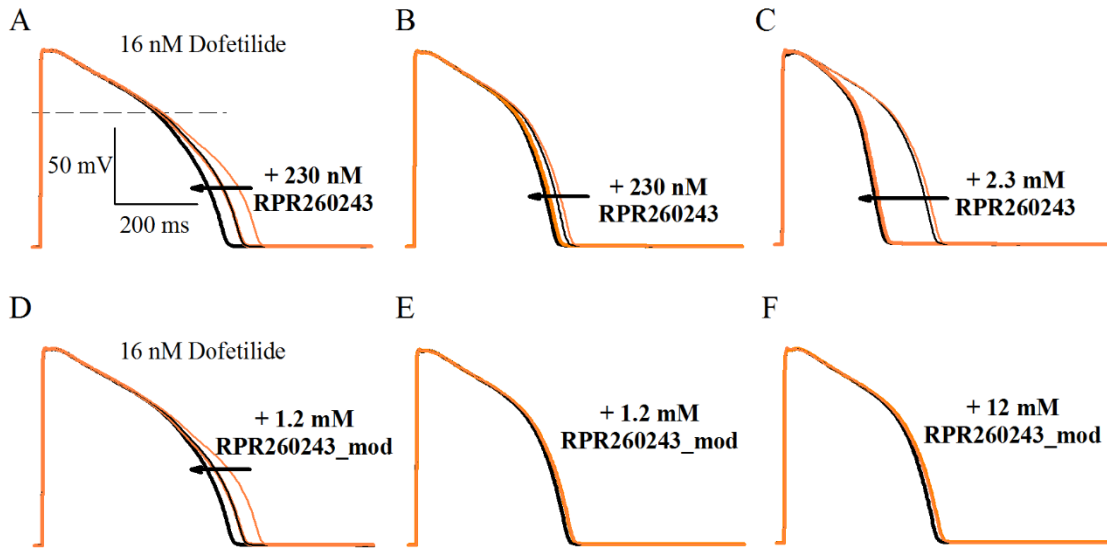 A
16 nM Dofetilide
50 mV
200 ms
+ 230 nM
RPR260243
B
+ 230 nM
RPR260243
C
+ 2.3 mM
RPR260243
D
16 nM Dofetilide
+ 1.2 mM
RPR260243_mod
E
+ 1.2 mM
RPR260243_mod
F
+ 12 mM
RPR260243_mod